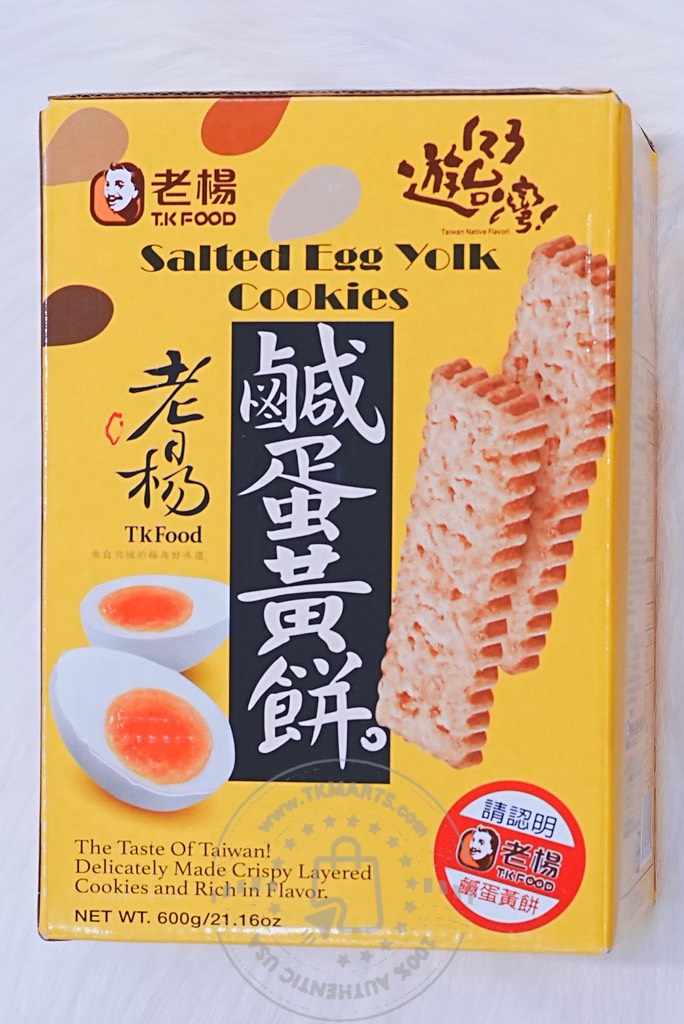 老楊
T.K FOOD
遊台灣!
Taiwan Native Flavor!
Salted Egg Yolk
Cookies
鹹蛋黃餅
老楊
TkFood
The Taste Of Taiwan!
Delicately Made Crispy Layered
Cookies and Rich in Flavor.
NET WT. 600g/21.16oz
請認明
老楊
T.K FOOD
鹹蛋黃餅
www.TKMARTS.com
100% AUTHENTIC USA